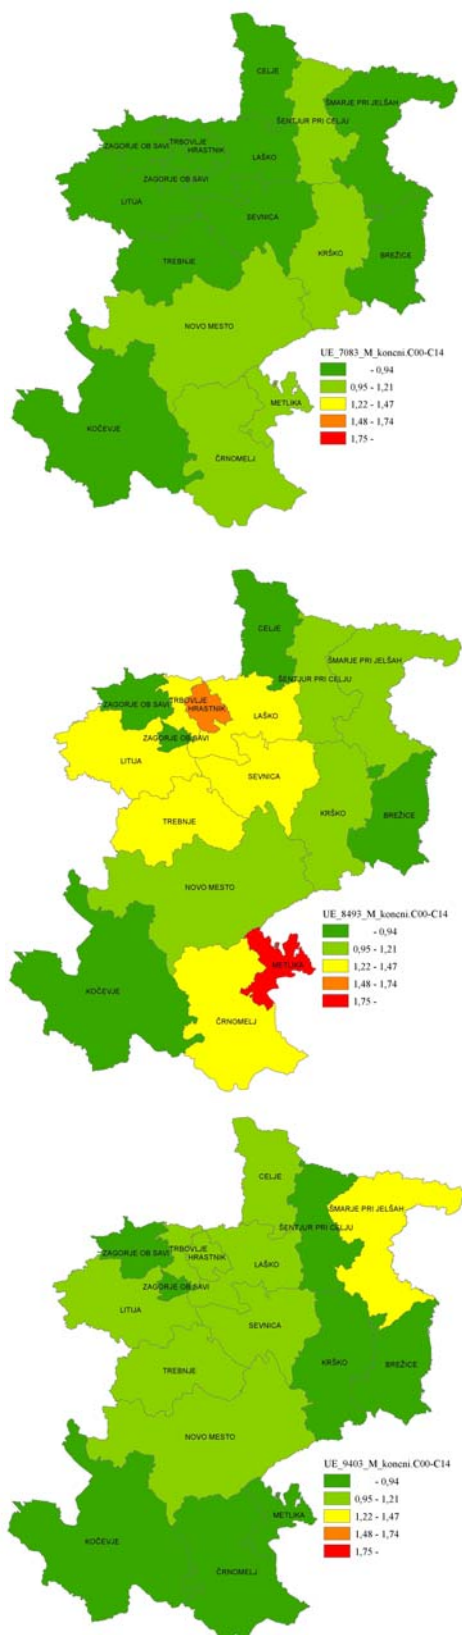 CELJE
ŠMARJE PRI JELŠAH
ŠENTJUR PRI CELJU
TRBOVLJE
ZAGORJE OB SAVI
HRASTNIK
LAŠKO
ZAGORJE OB SAVI
LITIJA
SEVNICA
TREBNJE
KRŠKO
BREŽICE
NOVO MESTO
UE_7083_M_koncni.C00-C14
- 0,94
0,95 - 1,21
1,22 - 1,47
1,48 - 1,74
1,75 -
METLIKA
KOČEVJE
ČRNOMELJ
CELJE
ŠMARJE PRI JELŠAH
ŠENTJUR PRI CELJU
TRBOVLJE
ZAGORJE OB SAVI
HRASTNIK
LAŠKO
ZAGORJE OB SAVI
LITIJA
SEVNICA
TREBNJE
KRŠKO
BREŽICE
NOVO MESTO
UE_8493_M_koncni.C00-C14
- 0,94
0,95 - 1,21
1,22 - 1,47
1,48 - 1,74
1,75 -
METLIKA
KOČEVJE
ČRNOMELJ
CELJE
ŠMARJE PRI JELŠAH
ŠENTJUR PRI CELJU
TRBOVLJE
ZAGORJE OB SAVI
HRASTNIK
LAŠKO
ZAGORJE OB SAVI
LITIJA
SEVNICA
TREBNJE
KRŠKO
BREŽICE
NOVO MESTO
UE_9403_M_koncni.C00-C14
- 0,94
0,95 - 1,21
1,22 - 1,47
1,48 - 1,74
1,75 -
METLIKA
KOČEVJE
ČRNOMELJ